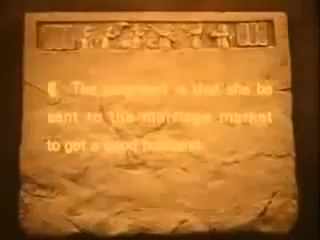 The judgment is that she be
sent to the marriage market
to get a good husband.